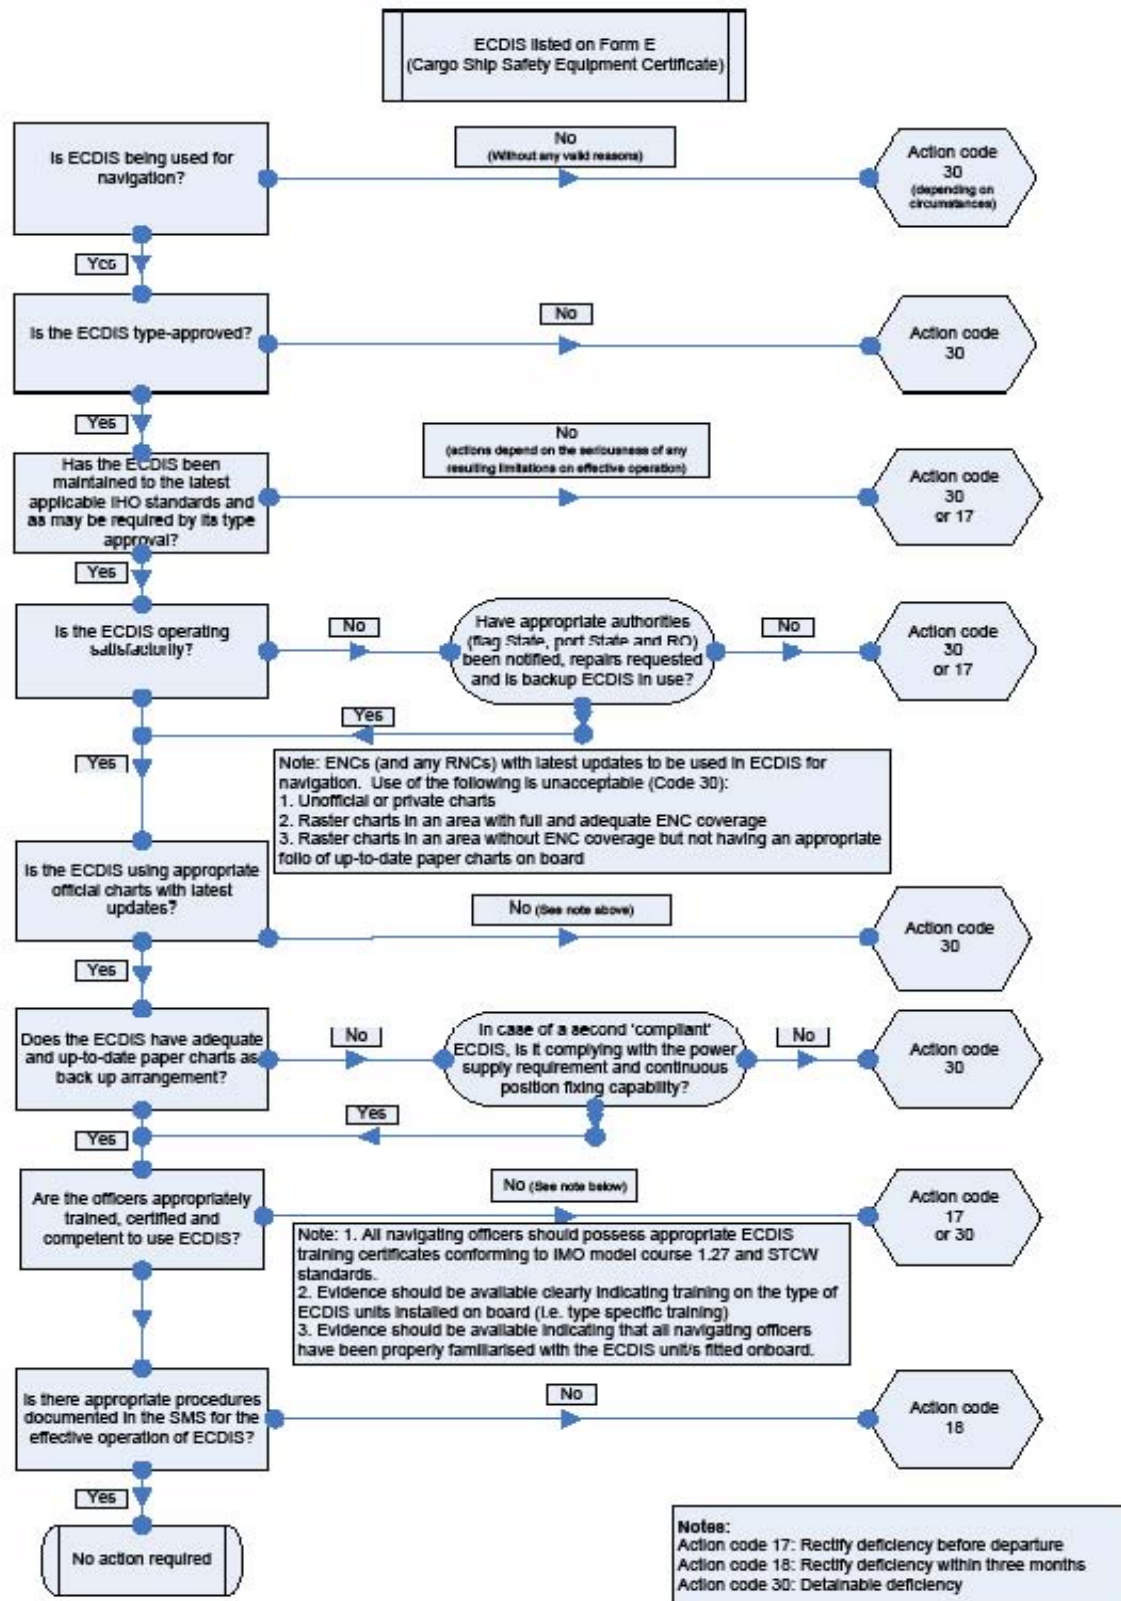 ECDIS listed on Form E
(Cargo Ship Safety Equipment Certificate)
Is ECDIS being used for
navigation?
No
(Without any valid reasons)
Action code
30
(depending on
circumstances)
Yes
Is the ECDIS type-approved?
No
Action code
30
Yes
Has the ECDIS been
maintained to the latest
applicable IHO standards and
as may be required by its type
approval?
No
(actions depend on the seriousness of any
resulting limitations on effective operation)
Action code
30
or 17
Yes
Is the ECDIS operating
satisfactorily?
No
Have appropriate authorities
(flag State, port State and RO)
been notified, repairs requested
and is backup ECDIS in use?
No
Action code
30
or 17
Yes
Yes
Note: ENCs (and any RNCs) with latest updates to be used in ECDIS for
navigation. Use of the following is unacceptable (Code 30):
1. Unofficial or private charts
2. Raster charts in an area with full and adequate ENC coverage
3. Raster charts in an area without ENC coverage but not having an appropriate
folio of up-to-date paper charts on board
Is the ECDIS using appropriate
official charts with latest
updates?
No (See note above)
Action code
30
Yes
Does the ECDIS have adequate
and up-to-date paper charts as
back up arrangement?
No
In case of a second 'compliant'
ECDIS, is it complying with the power
supply requirement and continuous
position fixing capability?
No
Action code
30
Yes
Yes
Are the officers appropriately
trained, certified and
competent to use ECDIS?
No (See note below)
Action code
17
or 30
Note: 1. All navigating officers should possess appropriate ECDIS
training certificates conforming to IMO model course 1.27 and STCW
standards.
2. Evidence should be available clearly indicating training on the type of
ECDIS units installed on board (i.e. type specific training)
3. Evidence should be available indicating that all navigating officers
have been properly familiarised with the ECDIS unit/s fitted onboard.
Is there appropriate procedures
documented in the SMS for the
effective operation of ECDIS?
No
Action code
18
Yes
No action required
Notes:
Action code 17: Rectify deficiency before departure
Action code 18: Rectify deficiency within three months
Action code 30: Detainable deficiency